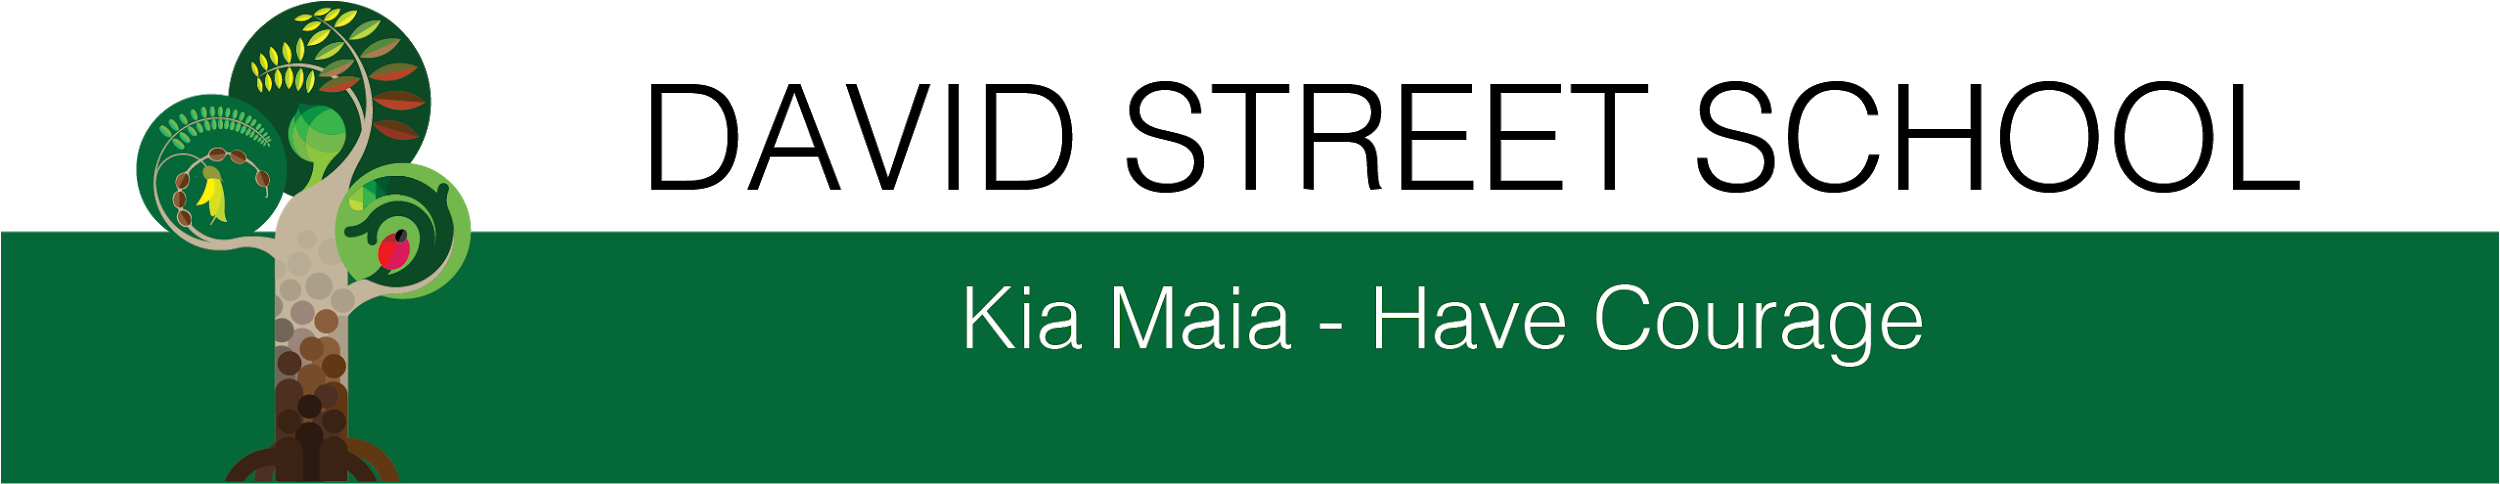 DAVID STREET SCHOOL
Kia Maia - Have Courage